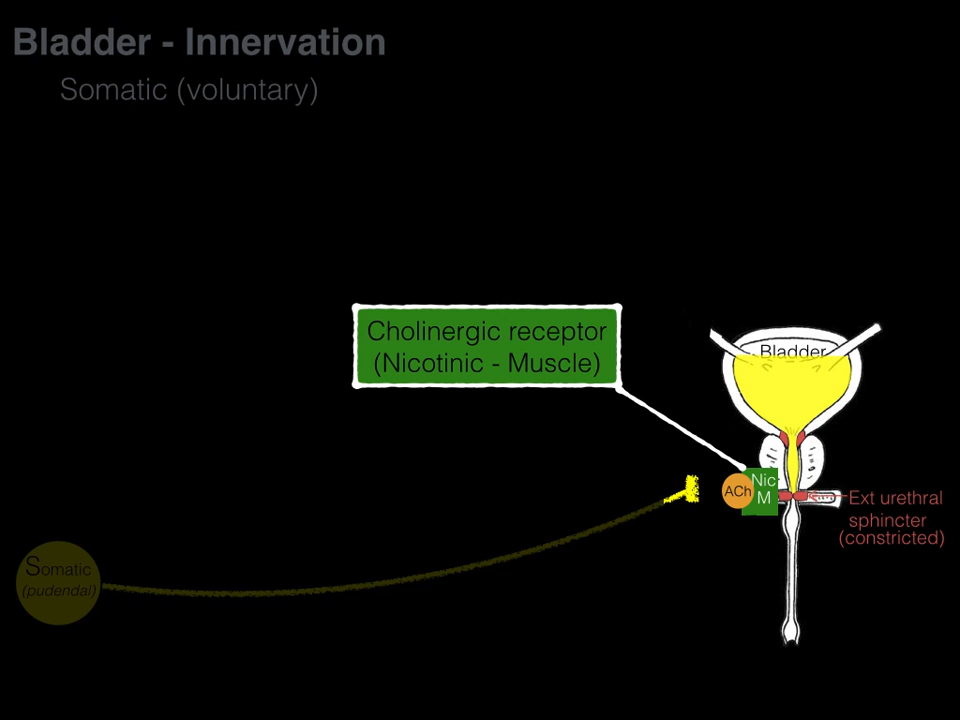 Bladder - Innervation
Somatic (voluntary)
Cholinergic receptor
(Nicotinic - Muscle)
Bladder
Nic
M
ACh
Ext urethral
sphincter
(constricted)
Somatic
(pudendal)